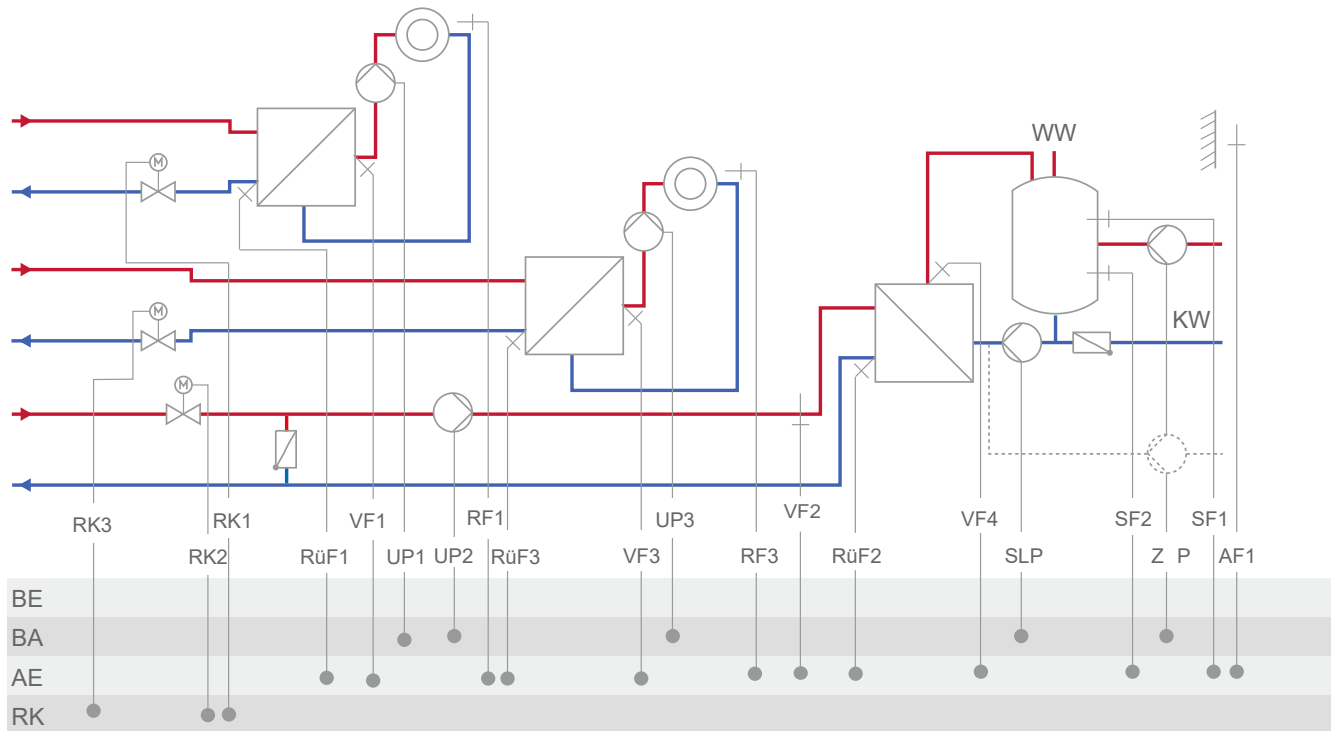 M
WW
M
KW
M
RK3
RK1
VF1
RF1
UP3
VF2
VF4
SF2
SF1
RK2
RüF1
UP1
UP2
RüF3
VF3
RF3
RüF2
SLP
Z P
AF1
BE
BA
AE
RK